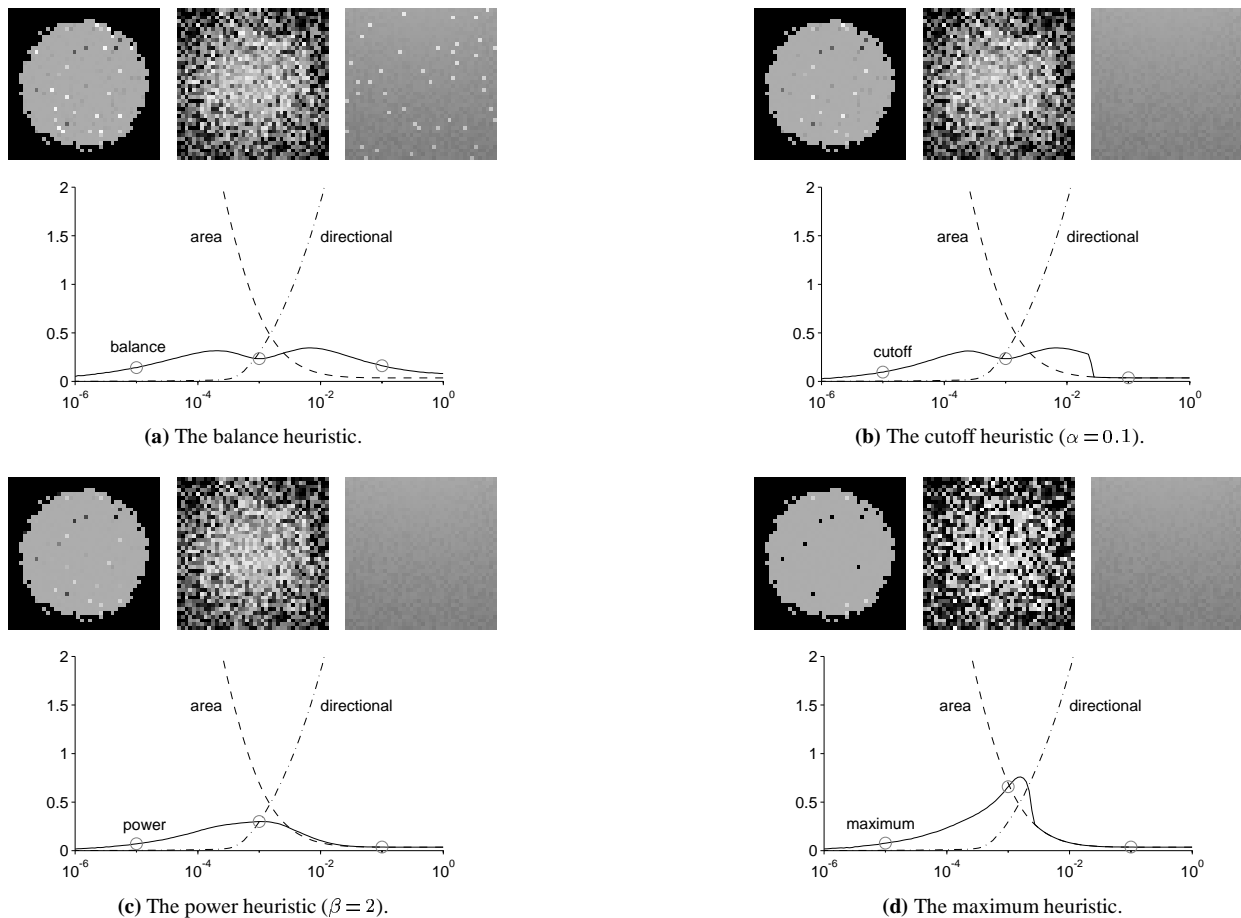 2
1.5
area
directional
1
0.5
balance
0
10^-6
10^-4
10^-2
10^0
(a) The balance heuristic.
2
1.5
area
directional
1
0.5
cutoff
0
10^-6
10^-4
10^-2
10^0
(b) The cutoff heuristic (α = 0.1).
2
1.5
area
directional
1
0.5
power
0
10^-6
10^-4
10^-2
10^0
(c) The power heuristic (β = 2).
2
1.5
area
directional
1
0.5
maximum
0
10^-6
10^-4
10^-2
10^0
(d) The maximum heuristic.